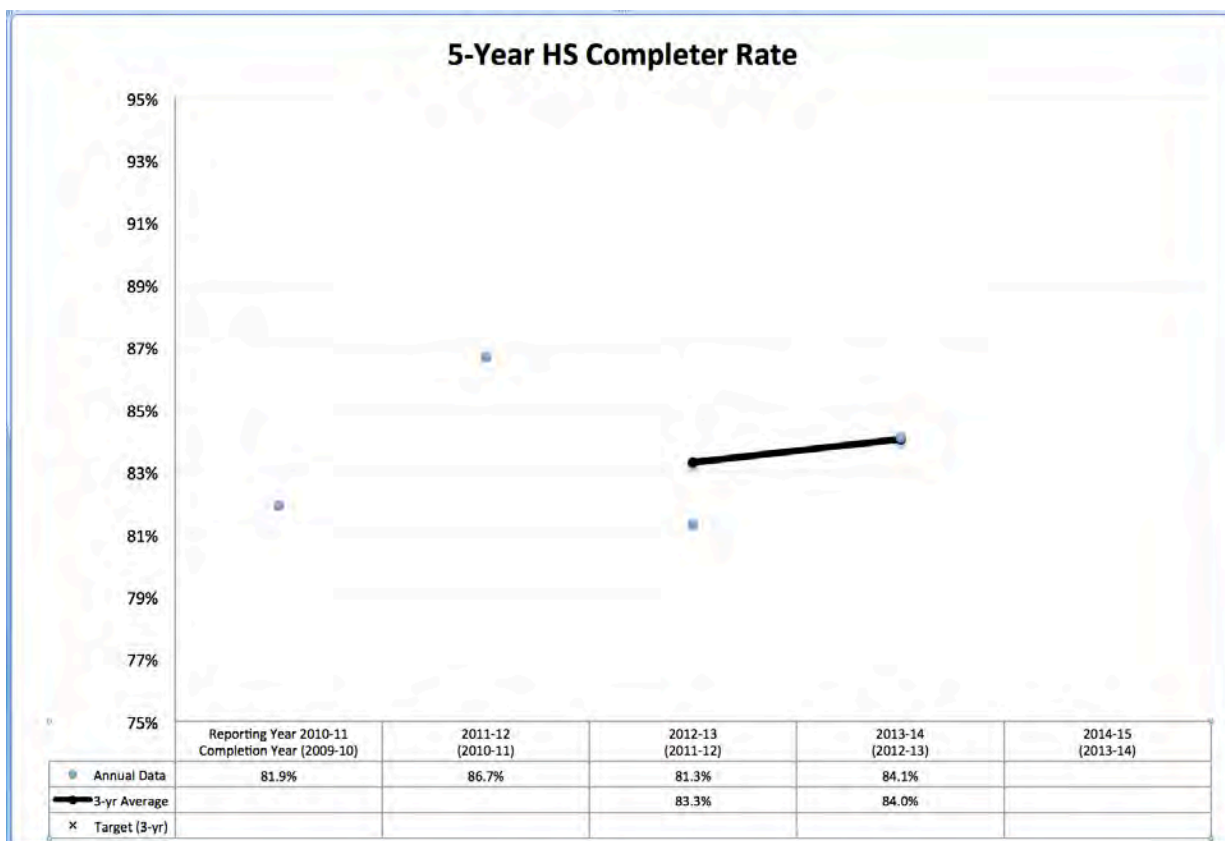 5-Year HS Completer Rate
95%
93%
91%
89%
87%
85%
83%
81%
79%
77%
75%
Reporting Year 2010-11 2011-12 2012-13 2013-14 2014-15
Completion Year (2009-10) (2010-11) (2011-12) (2012-13) (2013-14)
Annual Data 81.9% 86.7% 81.3% 84.1%
3-yr Average 83.3% 84.0%
Target (3-yr)